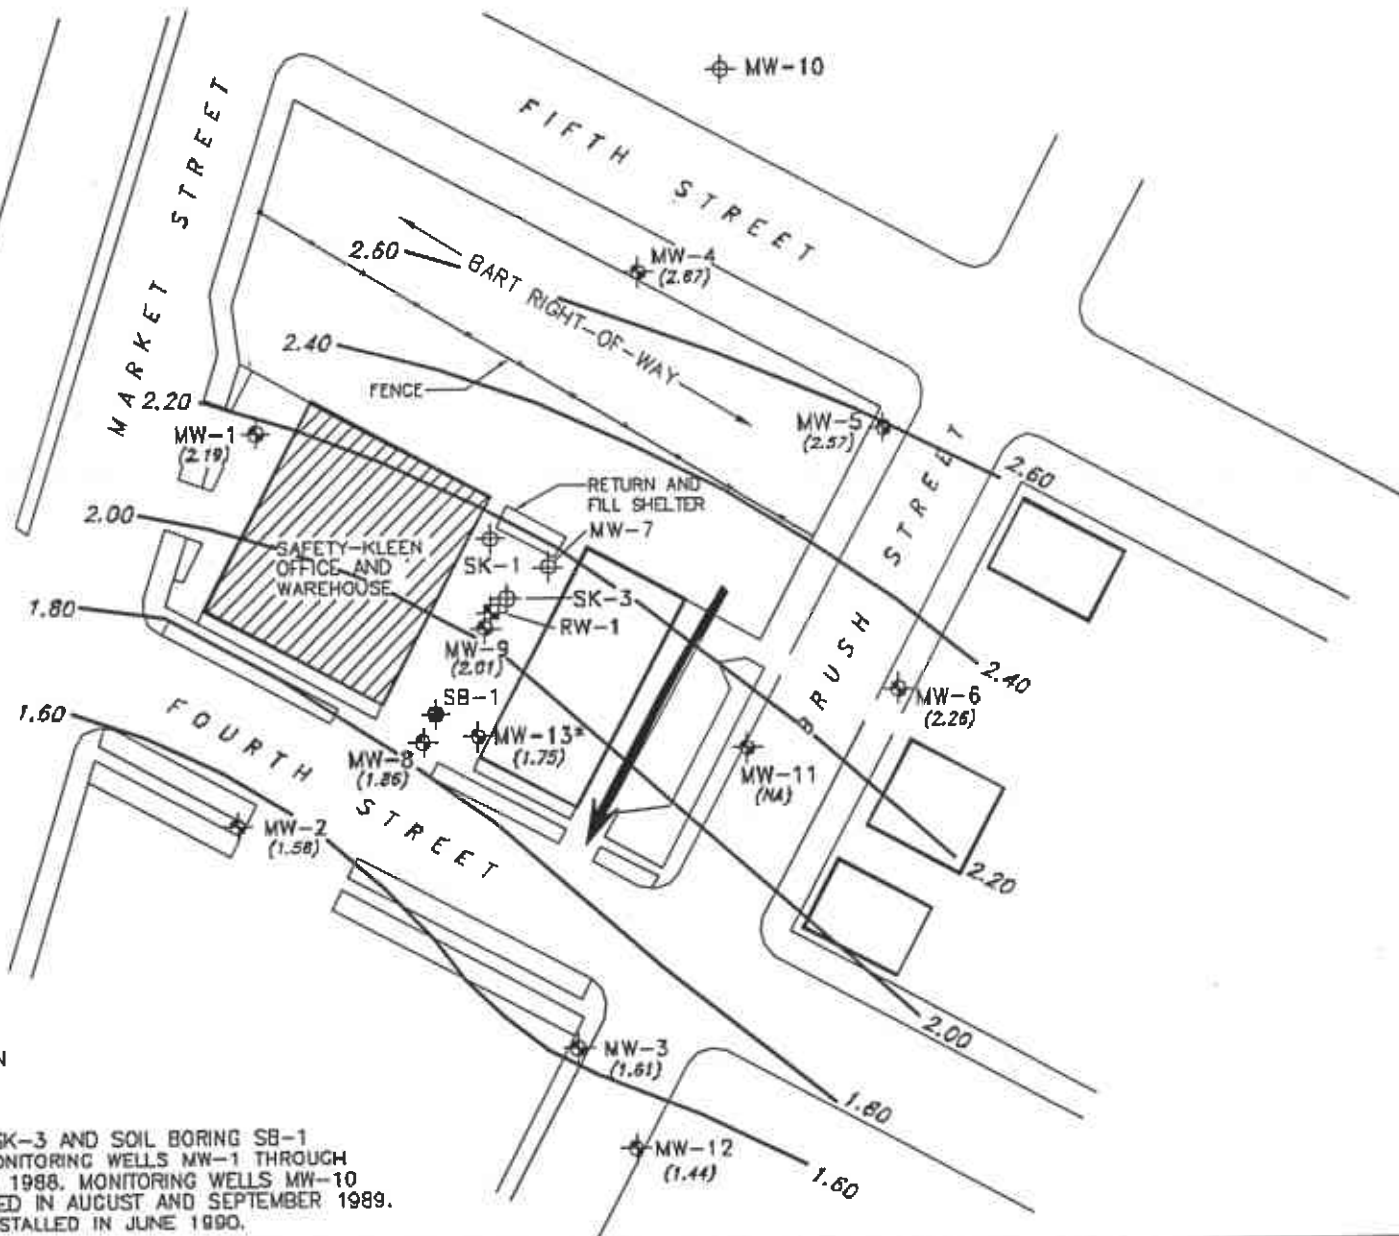 MW-10
FIFTH STREET
MARKET STREET
MW-4
(2.67)
2.60
BART RIGHT-OF-WAY
2.40
FENCE
2.20
MW-1
(2.19)
MW-5
(2.57)
2.60
RETURN AND
FILL SHELTER
MW-7
2.00
SAFETY-KLEEN
OFFICE AND
WAREHOUSE
SK-1
SK-3
RW-1
1.80
MW-9
(2.01)
BRUSH STREET
2.40
MW-6
(2.26)
SB-1
1.60
FOURTH STREET
MW-13*
(1.75)
MW-8
(1.86)
MW-11
(NA)
MW-2
(1.58)
2.20
2.00
MW-3
(1.61)
1.80
MW-12
(1.44)
1.60
N
SK-3 AND SOIL BORING SB-1
ONITORING WELLS MW-1 THROUGH
1988. MONITORING WELLS MW-10
ED IN AUGUST AND SEPTEMBER 1989.
STALLED IN JUNE 1990.